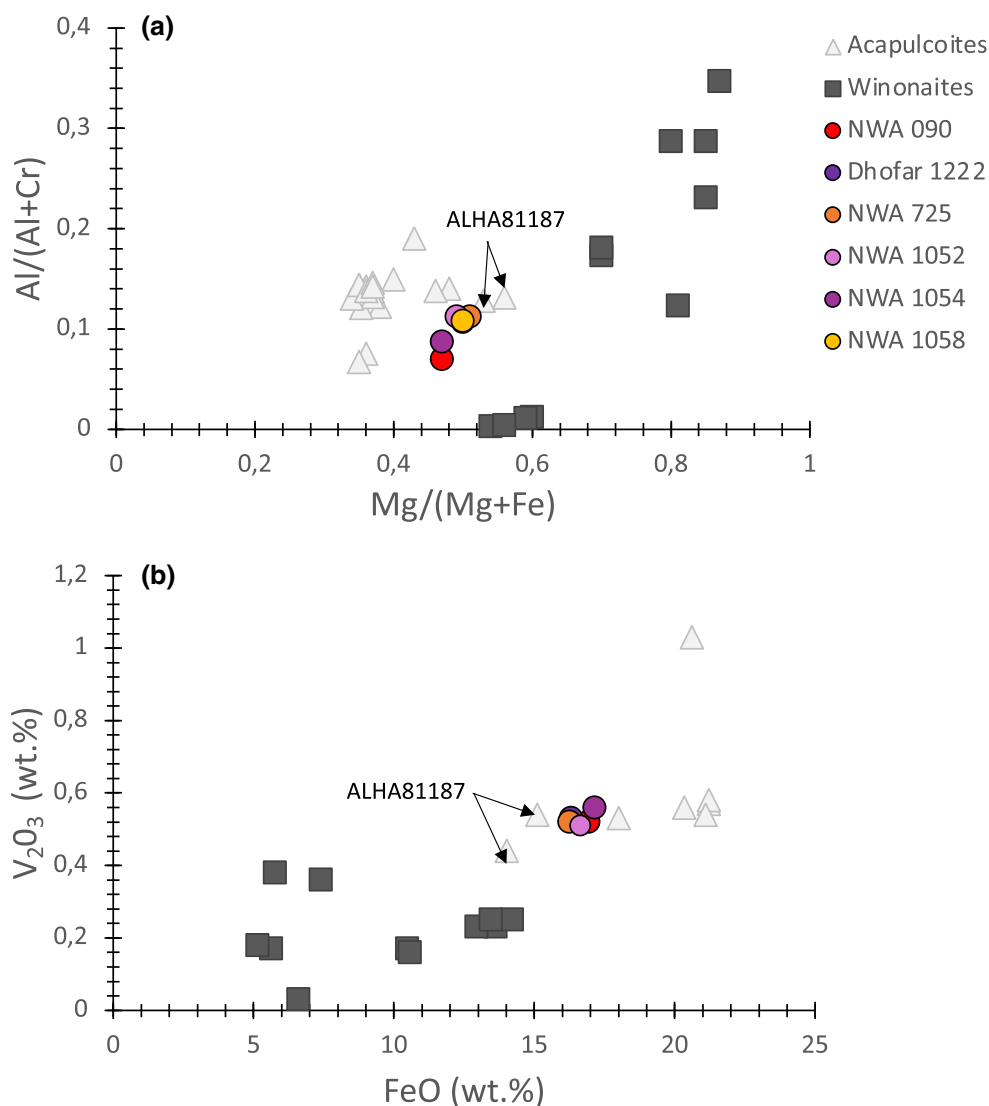 (a)
0,4
0,3
0,2
0,1
0
Al/(Al+Cr)
0
0,2
0,4
0,6
0,8
1
Mg/(Mg+Fe)
ALHA81187
Acapulcoites
Winonaites
NWA 090
Dhofar 1222
NWA 725
NWA 1052
NWA 1054
NWA 1058
(b)
1,2
1
0,8
0,6
0,4
0,2
0
V₂0₃ (wt.%)
ALHA81187
0
5
10
15
20
25
FeO (wt.%)